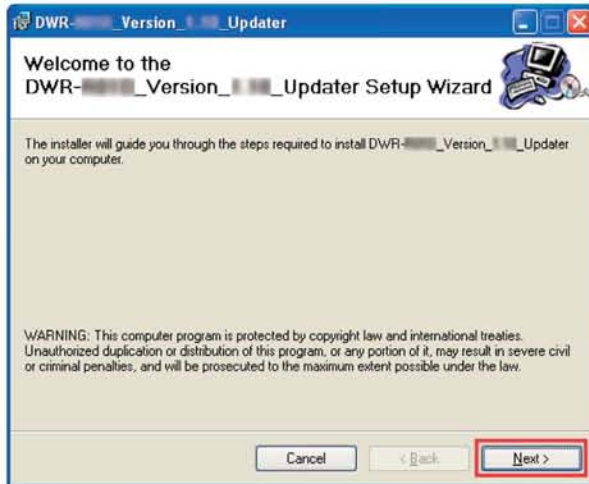 DWR- _Version_ _Updater
Welcome to the
DWR- _Version_ _Updater Setup Wizard
The installer will guide you through the steps required to install DWR- _Version_ _Updater
on your computer.
WARNING: This computer program is protected by copyright law and international treaties.
Unauthorized duplication or distribution of this program, or any portion of it, may result in severe civil
or criminal penalties, and will be prosecuted to the maximum extent possible under the law.
Cancel
< Back
Next >